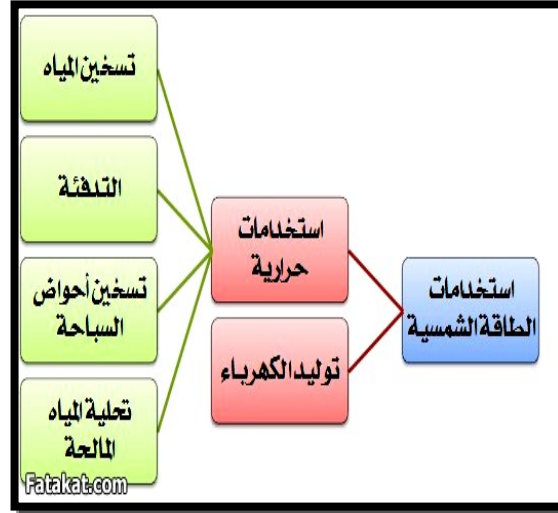 استخدامات
الطاقة الشمسية
استخدامات
حرارية
توليد الكهرباء
تسخين المياه
التدفئة
تسخين أحواض
السباحة
تحلية المياه
المالحة
Fatakat.com